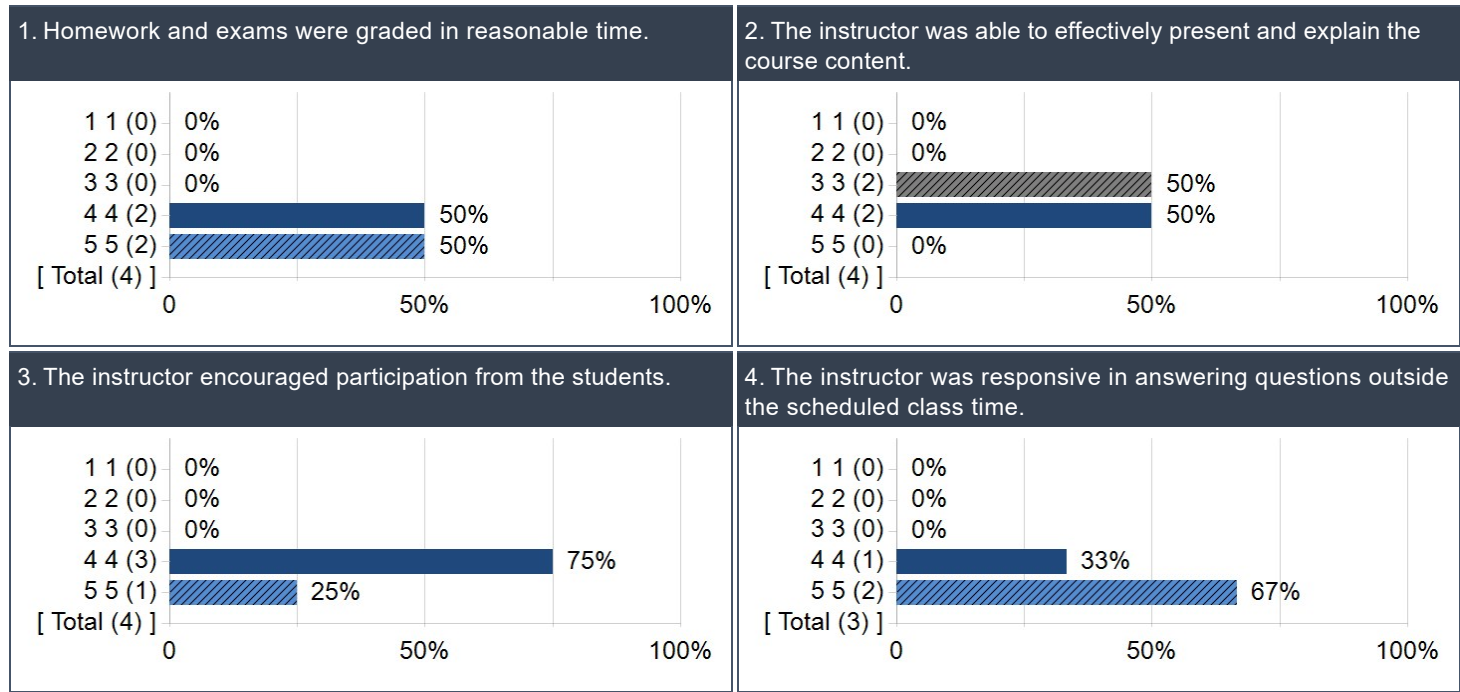 1. Homework and exams were graded in reasonable time.
1 1 (0) 0%
2 2 (0) 0%
3 3 (0) 0%
4 4 (2) 50%
5 5 (2) 50%
[ Total (4) ]
0 50% 100%
2. The instructor was able to effectively present and explain the
course content.
1 1 (0) 0%
2 2 (0) 0%
3 3 (2) 50%
4 4 (2) 50%
5 5 (0) 0%
[ Total (4) ]
0 50% 100%
3. The instructor encouraged participation from the students.
1 1 (0) 0%
2 2 (0) 0%
3 3 (0) 0%
4 4 (3) 75%
5 5 (1) 25%
[ Total (4) ]
0 50% 100%
4. The instructor was responsive in answering questions outside
the scheduled class time.
1 1 (0) 0%
2 2 (0) 0%
3 3 (0) 0%
4 4 (1) 33%
5 5 (2) 67%
[ Total (3) ]
0 50% 100%